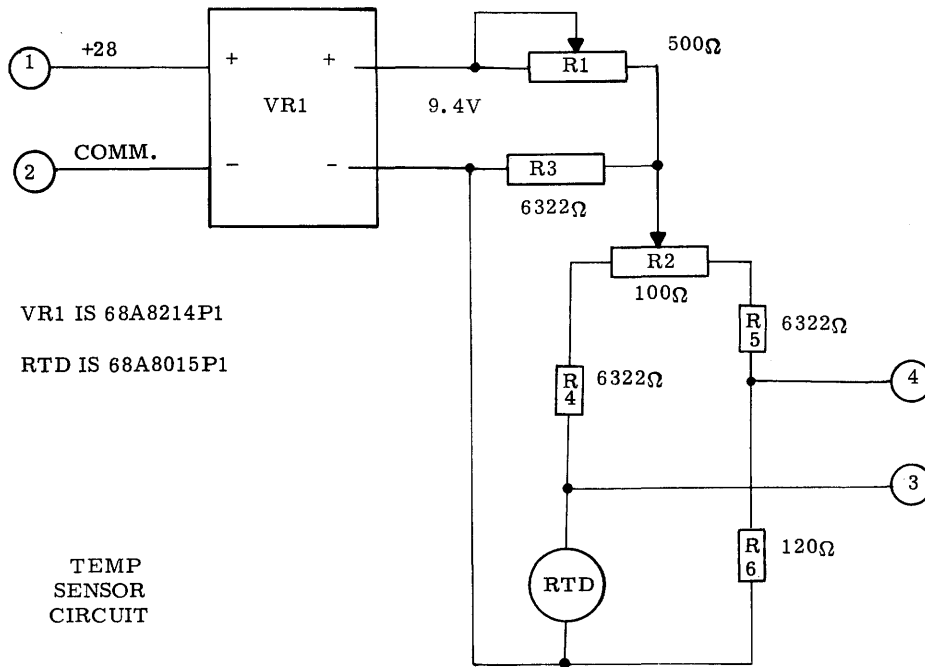 1
+28
+
+
R1
500Ω
VR1
9.4V
2
COMM.
−
−
R3
6322Ω
R2
100Ω
VR1 IS 68A8214P1
R
5
6322Ω
RTD IS 68A8015P1
R
4
6322Ω
4
3
R
6
120Ω
RTD
TEMP
SENSOR
CIRCUIT